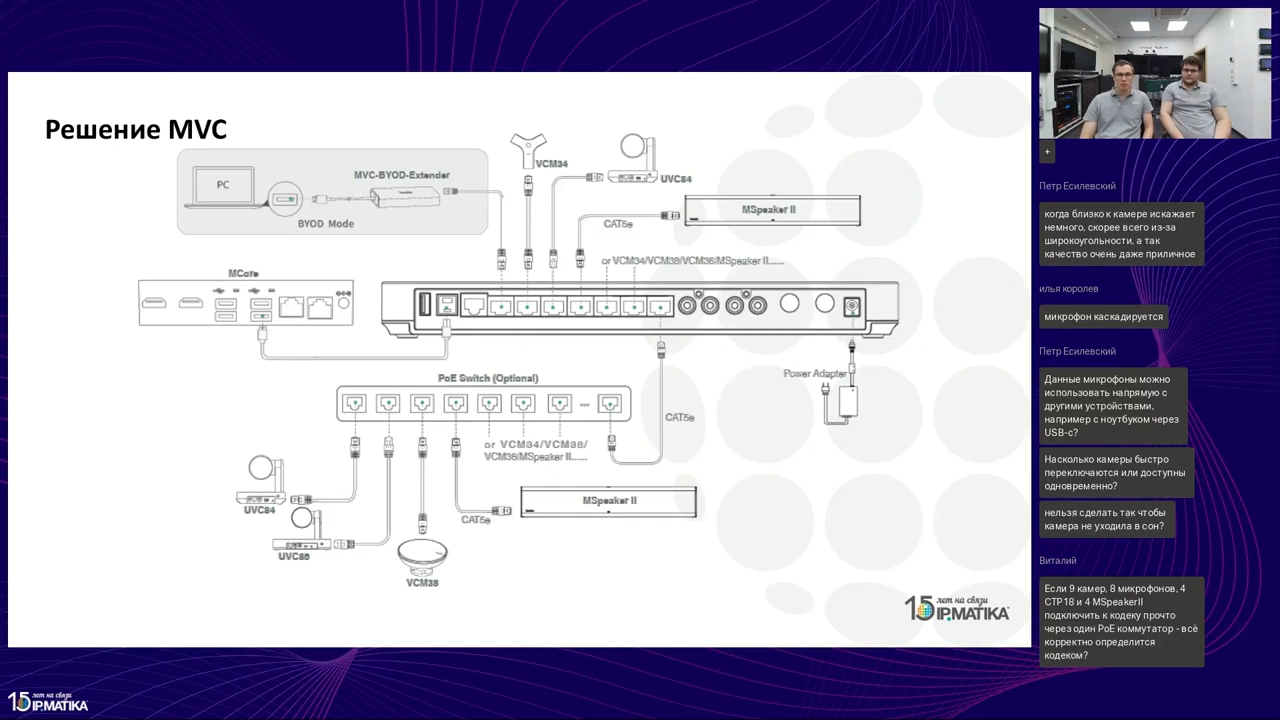 Решение MVC
PC
MVC-BYOD-Extender
BYOD Mode
VCM34
UVC84
MSpeaker II
CAT5e
or VCM34/VCM38/VCM36/MSpeaker II......
MCore
PoE Switch (Optional)
Power Adapter
CAT5e
or VCM34/VCM38/
VCM36/MSpeaker II......
UVC84
UVC86
CAT5e
MSpeaker II
VCM38
15 лет на связи
IPMATIKA
15 лет на связи
IPMATIKA
+
Петр Есилевский
когда близко к камере искажает
немного, скорее всего из-за
широкоугольности, а так
качество очень даже приличное
илья королев
микрофон каскадируется
Петр Есилевский
Данные микрофоны можно
использовать напрямую с
другими устройствами,
например с ноутбуком через
USB-c?
Насколько камеры быстро
переключаются или доступны
одновременно?
нельзя сделать так чтобы
камера не уходила в сон?
Виталий
Если 9 камер, 8 микрофонов, 4
CTP18 и 4 MSpeakerII
подключить к кодеку прочто
через один PoE коммутатор - всё
корректно определится
кодеком?